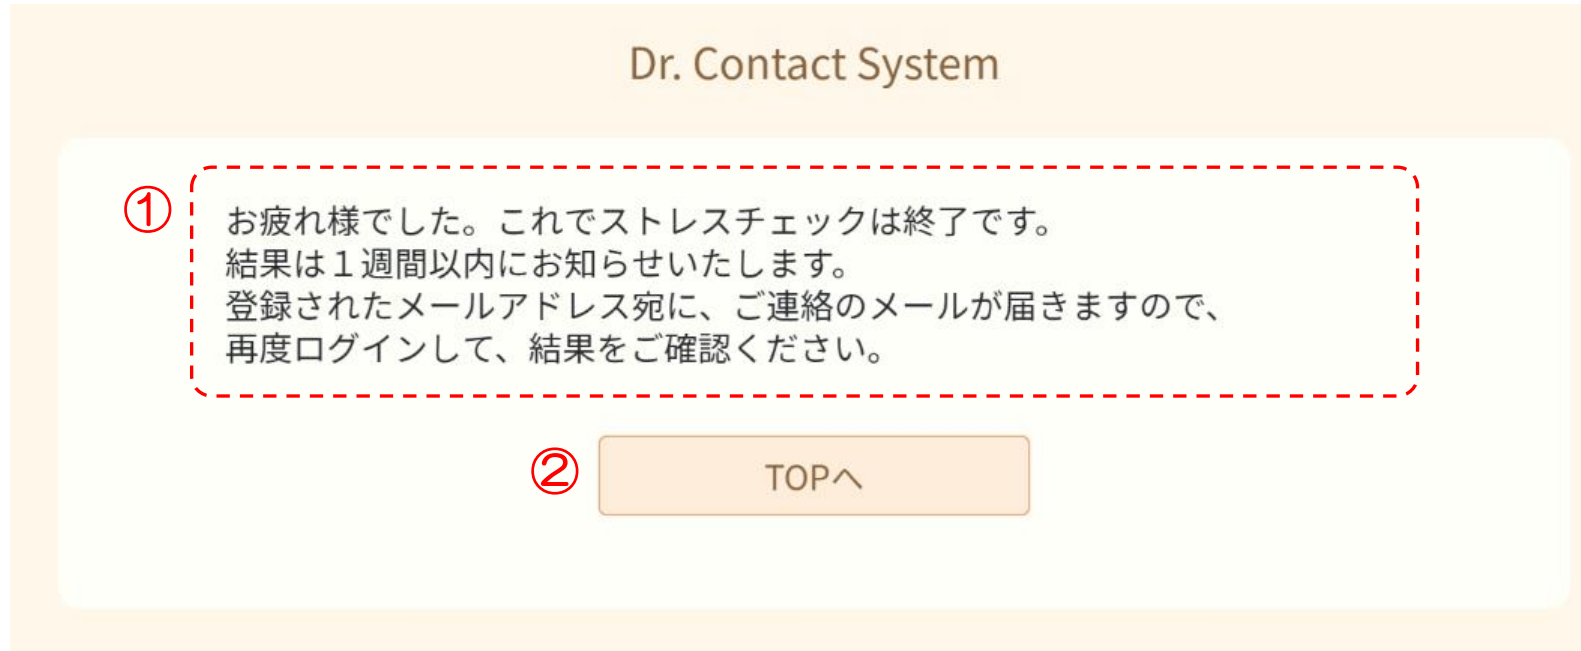 Dr. Contact System
①
お疲れ様でした。これでストレスチェックは終了です。
結果は１週間以内にお知らせいたします。
登録されたメールアドレス宛に、ご連絡のメールが届きますので、
再度ログインして、結果をご確認ください。
②
TOPへ